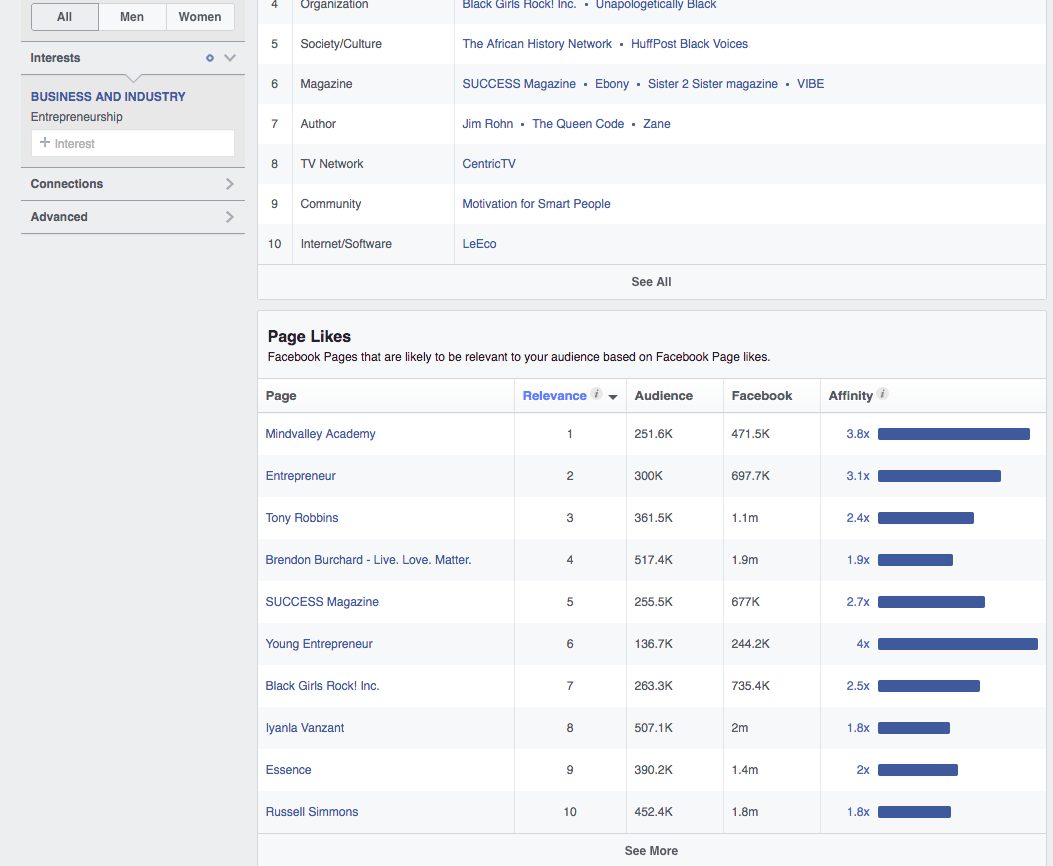 All Men Women
Interests
BUSINESS AND INDUSTRY
Entrepreneurship
+ Interest
Connections
Advanced
4 Organization Black Girls Rock! Inc. • Unapologetically Black
5 Society/Culture The African History Network • HuffPost Black Voices
6 Magazine SUCCESS Magazine • Ebony • Sister 2 Sister magazine • VIBE
7 Author Jim Rohn • The Queen Code • Zane
8 TV Network CentricTV
9 Community Motivation for Smart People
10 Internet/Software LeEco
See All
Page Likes
Facebook Pages that are likely to be relevant to your audience based on Facebook Page likes.
Page Relevance i Audience Facebook Affinity i
Mindvalley Academy 1 251.6K 471.5K 3.8x
Entrepreneur 2 300K 697.7K 3.1x
Tony Robbins 3 361.5K 1.1m 2.4x
Brendon Burchard - Live. Love. Matter. 4 517.4K 1.9m 1.9x
SUCCESS Magazine 5 255.5K 677K 2.7x
Young Entrepreneur 6 136.7K 244.2K 4x
Black Girls Rock! Inc. 7 263.3K 735.4K 2.5x
Iyanla Vanzant 8 507.1K 2m 1.8x
Essence 9 390.2K 1.4m 2x
Russell Simmons 10 452.4K 1.8m 1.8x
See More